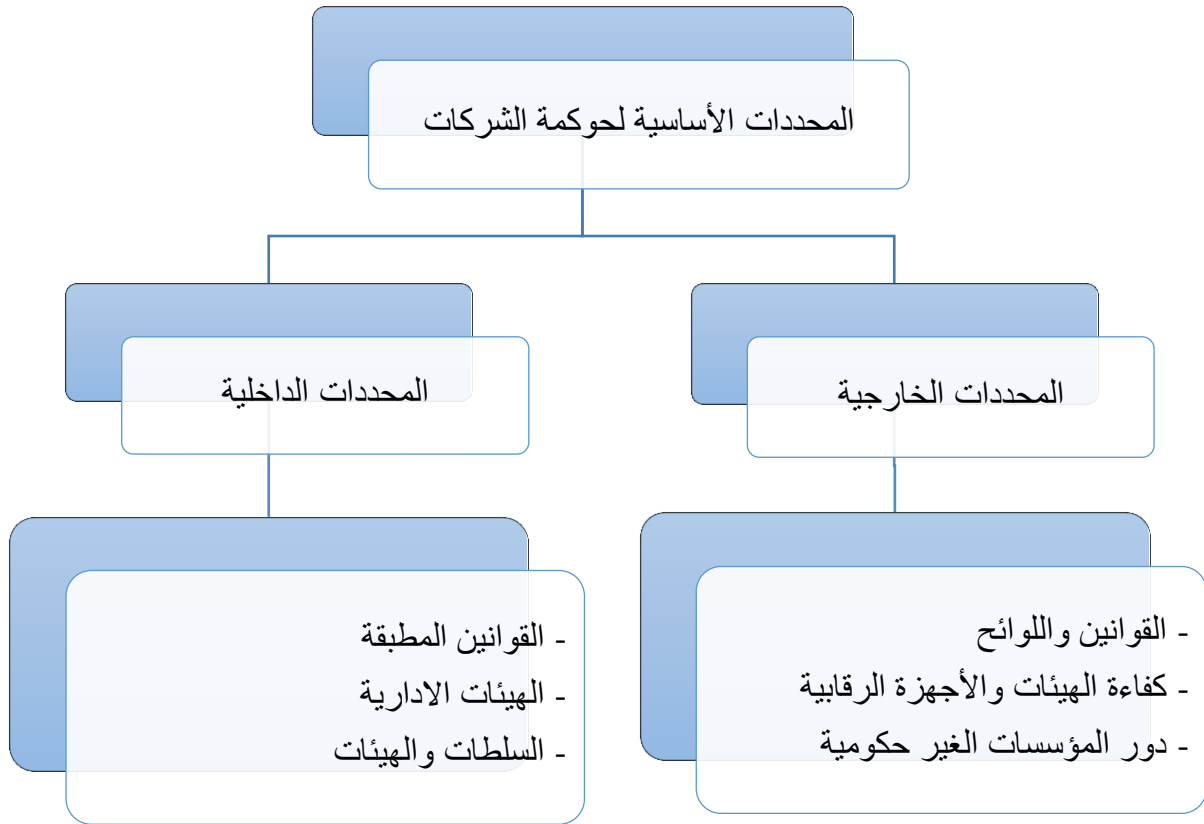 المحددات الأساسية لحوكمة الشركات
المحددات الخارجية
المحددات الداخلية
- القوانين واللوائح
- كفاءة الهيئات والأجهزة الرقابية
- دور المؤسسات الغير حكومية
- القوانين المطبقة
- الهيئات الادارية
- السلطات والهيئات